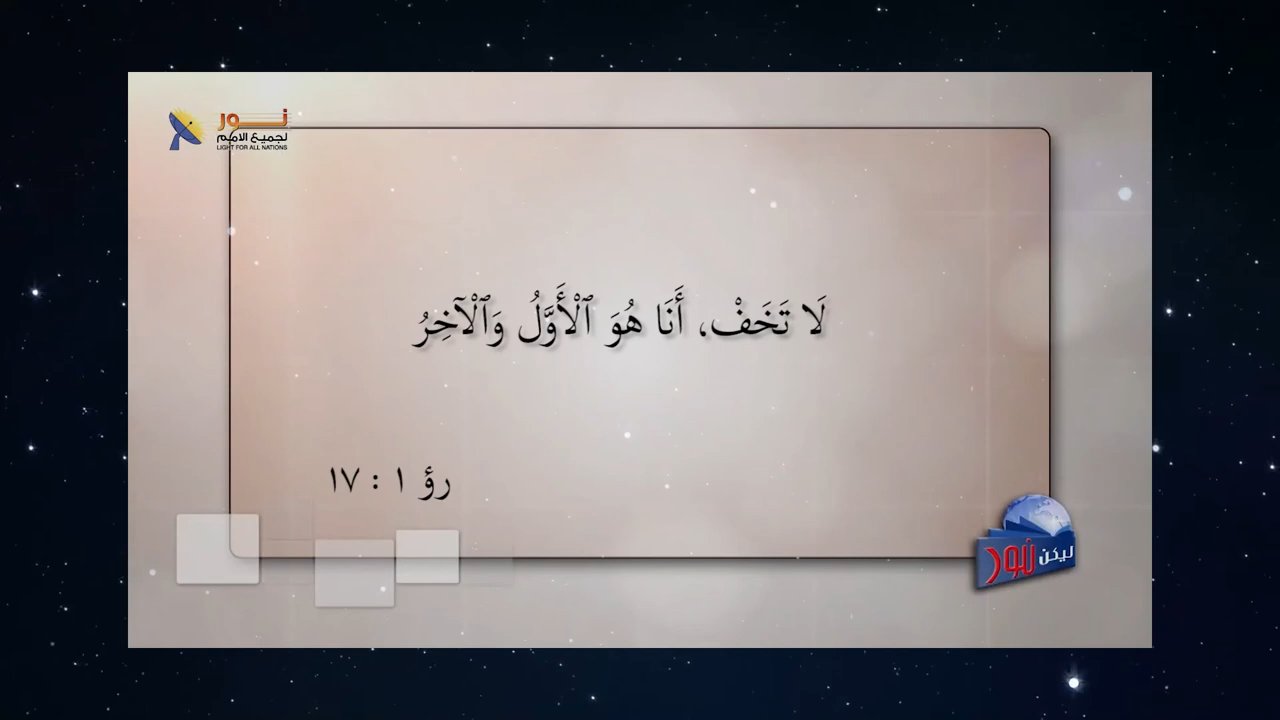 نور
لجميع الامم
LIGHT FOR ALL NATIONS
لَا تَخَفْ، أَنَا هُوَ ٱلْأَوَّلُ وَٱلْآخِرُ
رؤ ١ : ١٧
ليكن نور